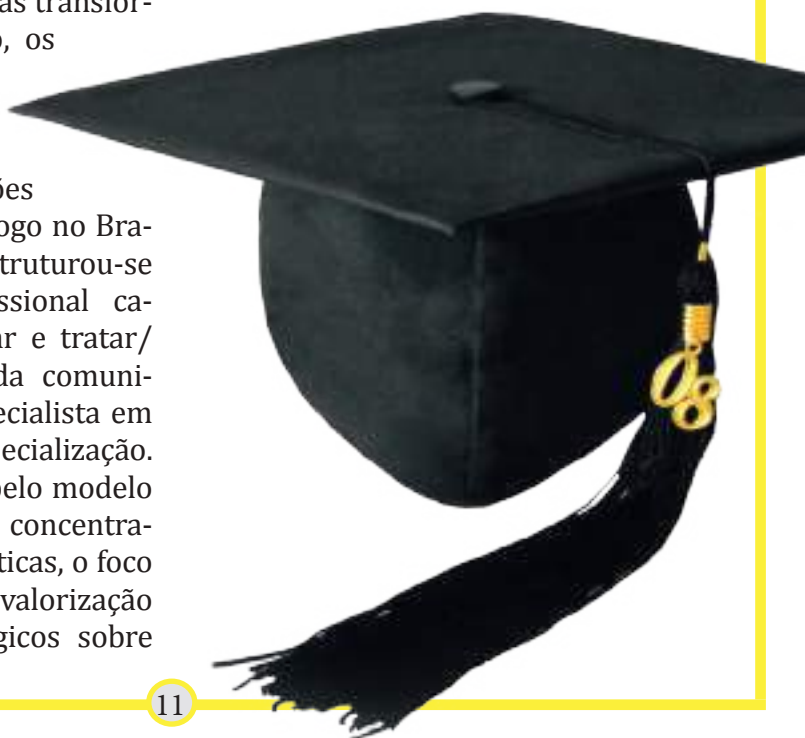 as transfor-
, os
ões
ogo no Bra-
truturou-se
ssional ca-
ar e tratar/
da comuni-
ecialista em
ecialização.
pelo modelo
concentra-
ticas, o foco
valorização
gicos sobre
08
11